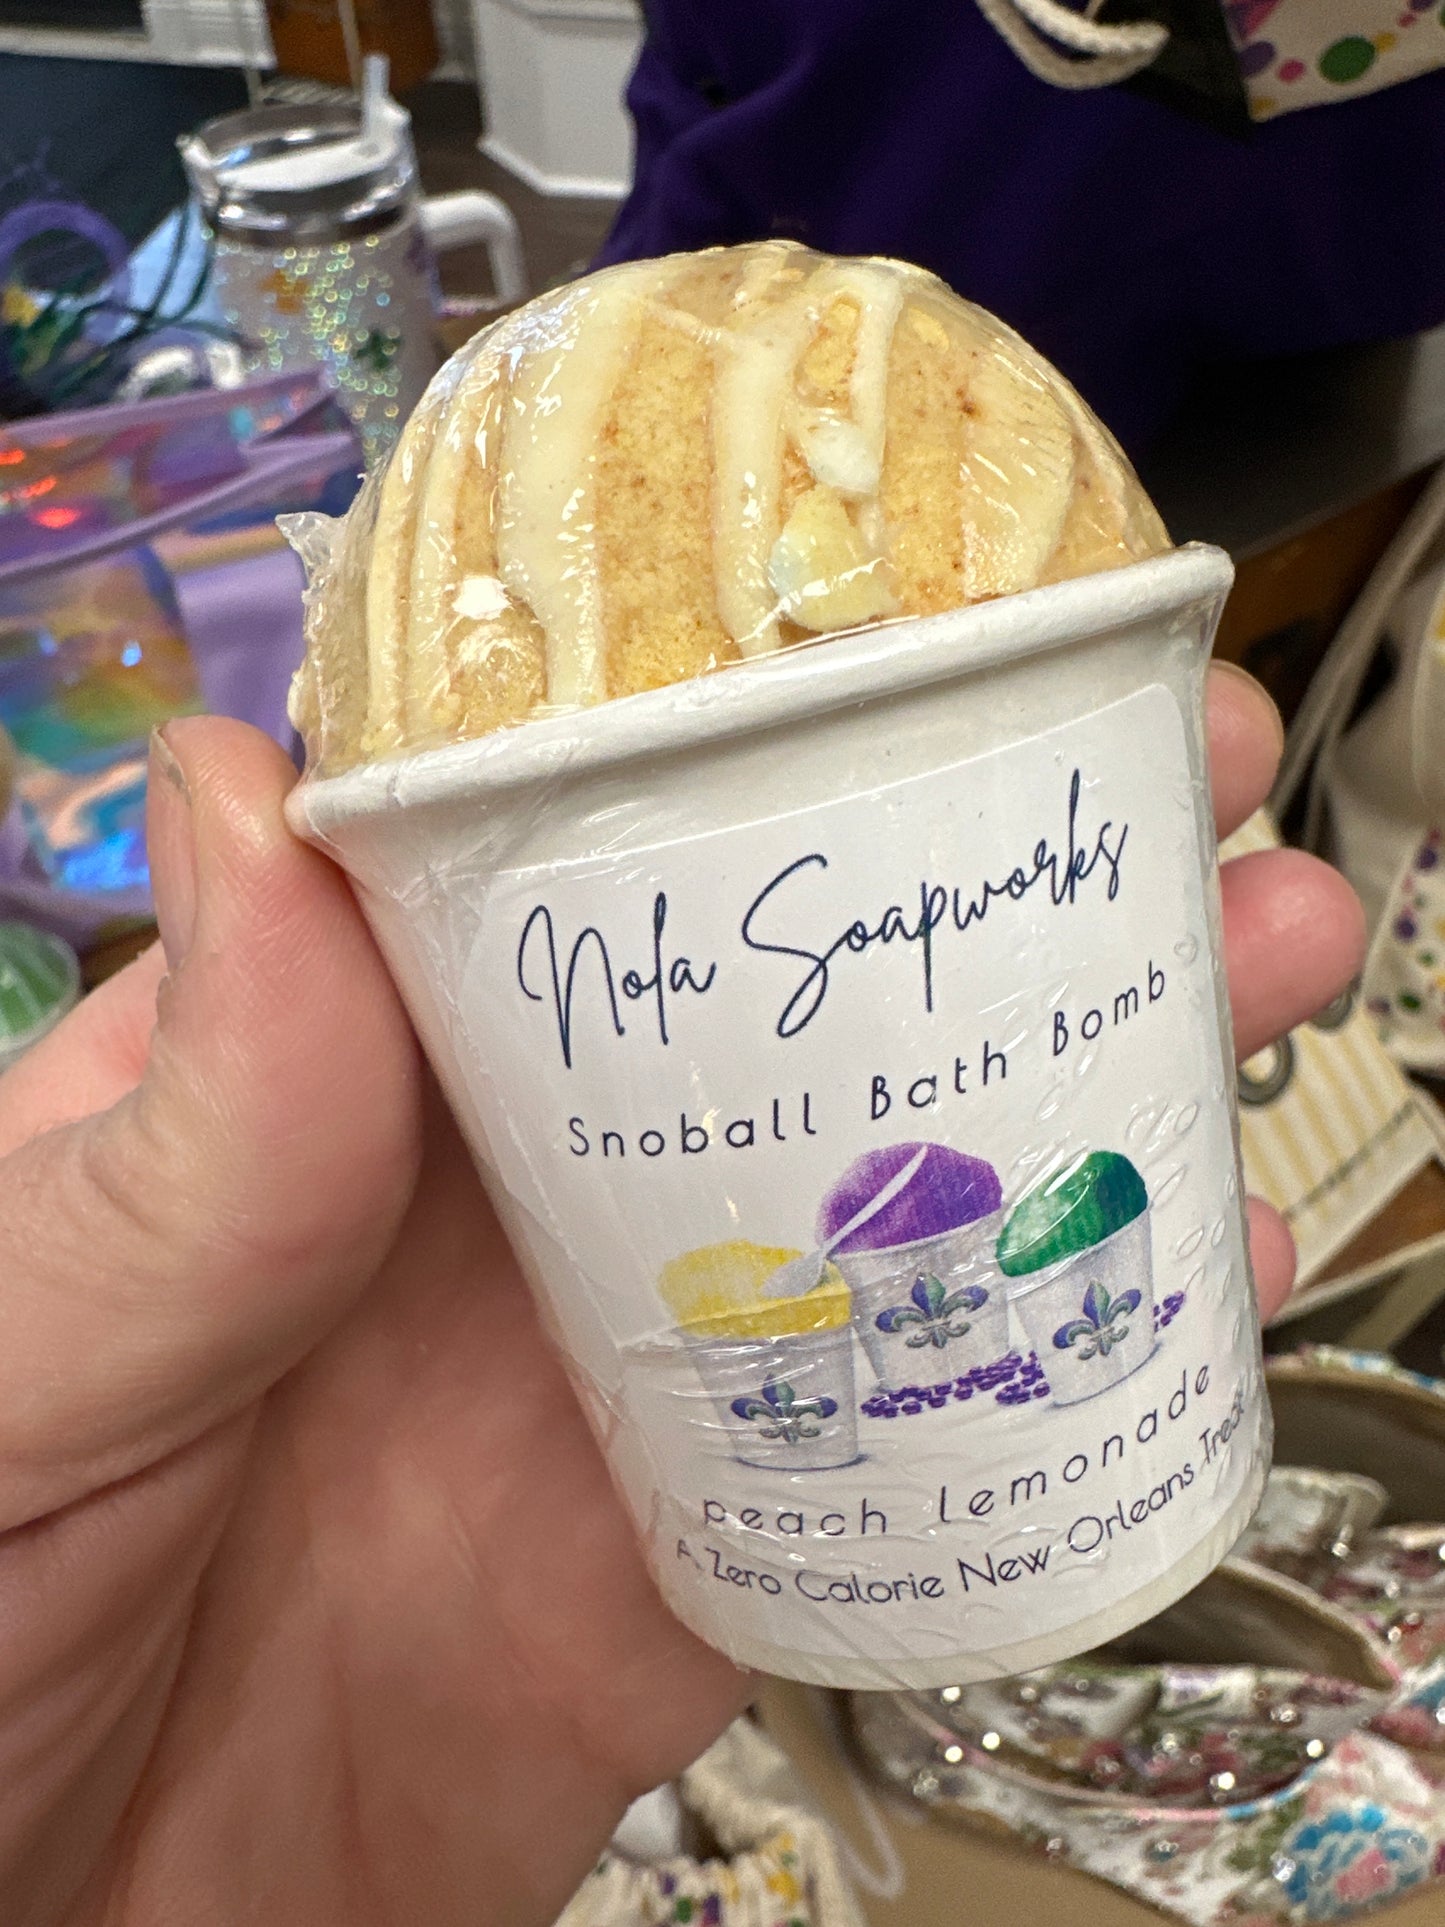 Nola Soapworks
Snoball Bath Bomb
peach lemonade
A Zero Calorie New Orleans Treat